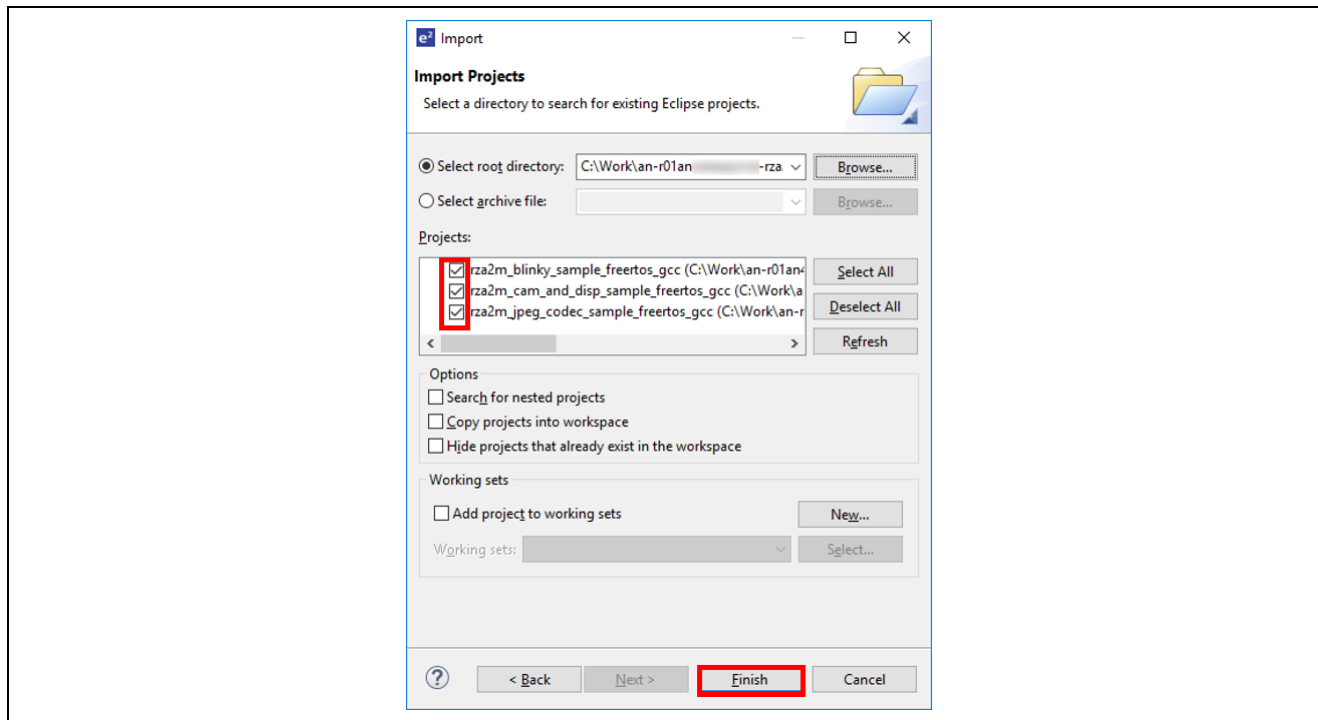 e² Import
Import Projects
Select a directory to search for existing Eclipse projects.
Select root directory: C:\Work\an-r01an -rza. Browse...
Select archive file: Browse...
Projects:
rza2m_blinky_sample_freertos_gcc (C:\Work\an-r01an4 Select All
rza2m_cam_and_disp_sample_freertos_gcc (C:\Work\a
rza2m_jpeg_codec_sample_freertos_gcc (C:\Work\an-r Deselect All
Refresh
Options
Search for nested projects
Copy projects into workspace
Hide projects that already exist in the workspace
Working sets
Add project to working sets New...
Working sets: Select...
? < Back Next > Finish Cancel